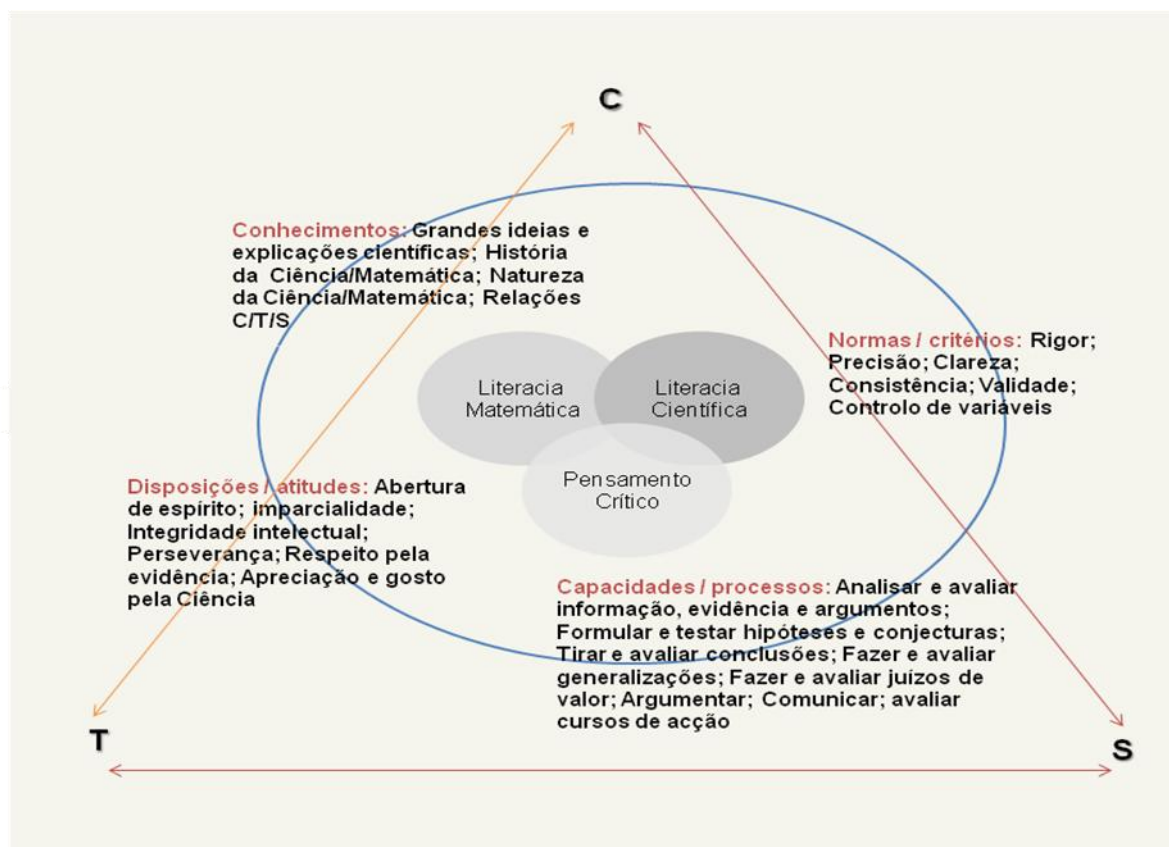 C
Conhecimentos: Grandes ideias e
explicações científicas; História
da Ciência/Matemática; Natureza
da Ciência/Matemática; Relações
C/T/S
Normas / critérios: Rigor;
Precisão; Clareza;
Consistência; Validade;
Controlo de variáveis
Literacia
Matemática
Literacia
Científica
Pensamento
Crítico
Disposições / atitudes: Abertura
de espírito; imparcialidade;
Integridade intelectual;
Perseverança; Respeito pela
evidência; Apreciação e gosto
pela Ciência
Capacidades / processos: Analisar e avaliar
informação, evidência e argumentos;
Formular e testar hipóteses e conjecturas;
Tirar e avaliar conclusões; Fazer e avaliar
generalizações; Fazer e avaliar juízos de
valor; Argumentar; Comunicar; avaliar
cursos de acção
T
S